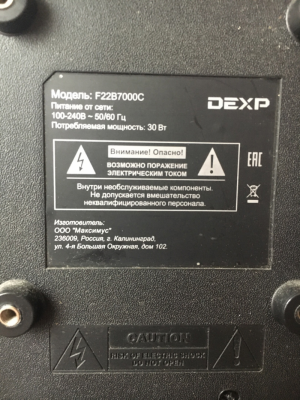 Модель: F22B7000C
DEXP
Питание от сети:
100-240В ~ 50/60 Гц
Потребляемая мощность: 30 Вт
Внимание! Опасно!
ВОЗМОЖНО ПОРАЖЕНИЕ
ЭЛЕКТРИЧЕСКИМ ТОКОМ
EAC
Внутри необслуживаемые компоненты.
Не допускается вмешательство
неквалифицированного персонала.
Изготовитель:
ООО "Максимус"
236009, Россия, г. Калининград,
ул. 4-я Большая Окружная, дом 102.
CAUTION
RISK OF ELECTRIC SHOCK
DO NOT OPEN